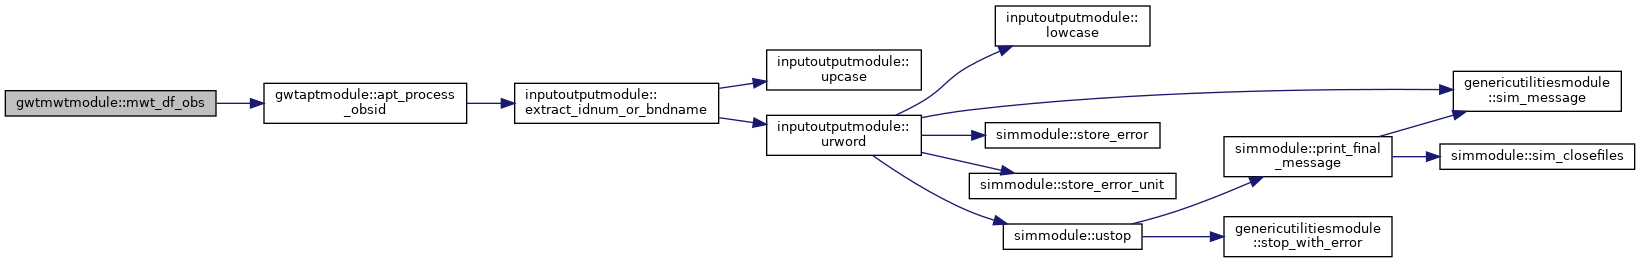 gwtmwtmodule::mwt_df_obs
gwtaptmodule::apt_process
_obsid
inputoutputmodule::
extract_idnum_or_bndname
inputoutputmodule::
upcase
inputoutputmodule::
urword
inputoutputmodule::
lowcase
simmodule::store_error
simmodule::store_error_unit
simmodule::ustop
simmodule::print_final
_message
genericutilitiesmodule
::stop_with_error
genericutilitiesmodule
::sim_message
simmodule::sim_closefiles